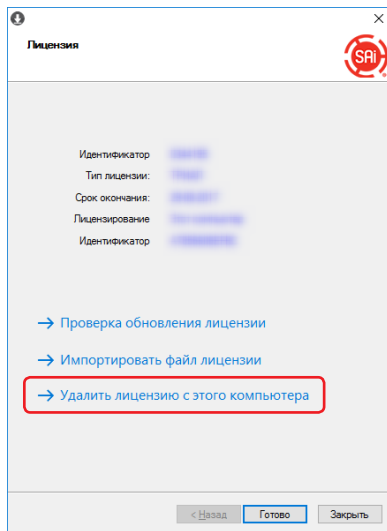 Лицензия
SAi
Идентификатор
Тип лицензии:
Срок окончания:
Лицензирование
Идентификатор
→ Проверка обновления лицензии
→ Импортировать файл лицензии
→ Удалить лицензию с этого компьютера
< Назад Готово Закрыть